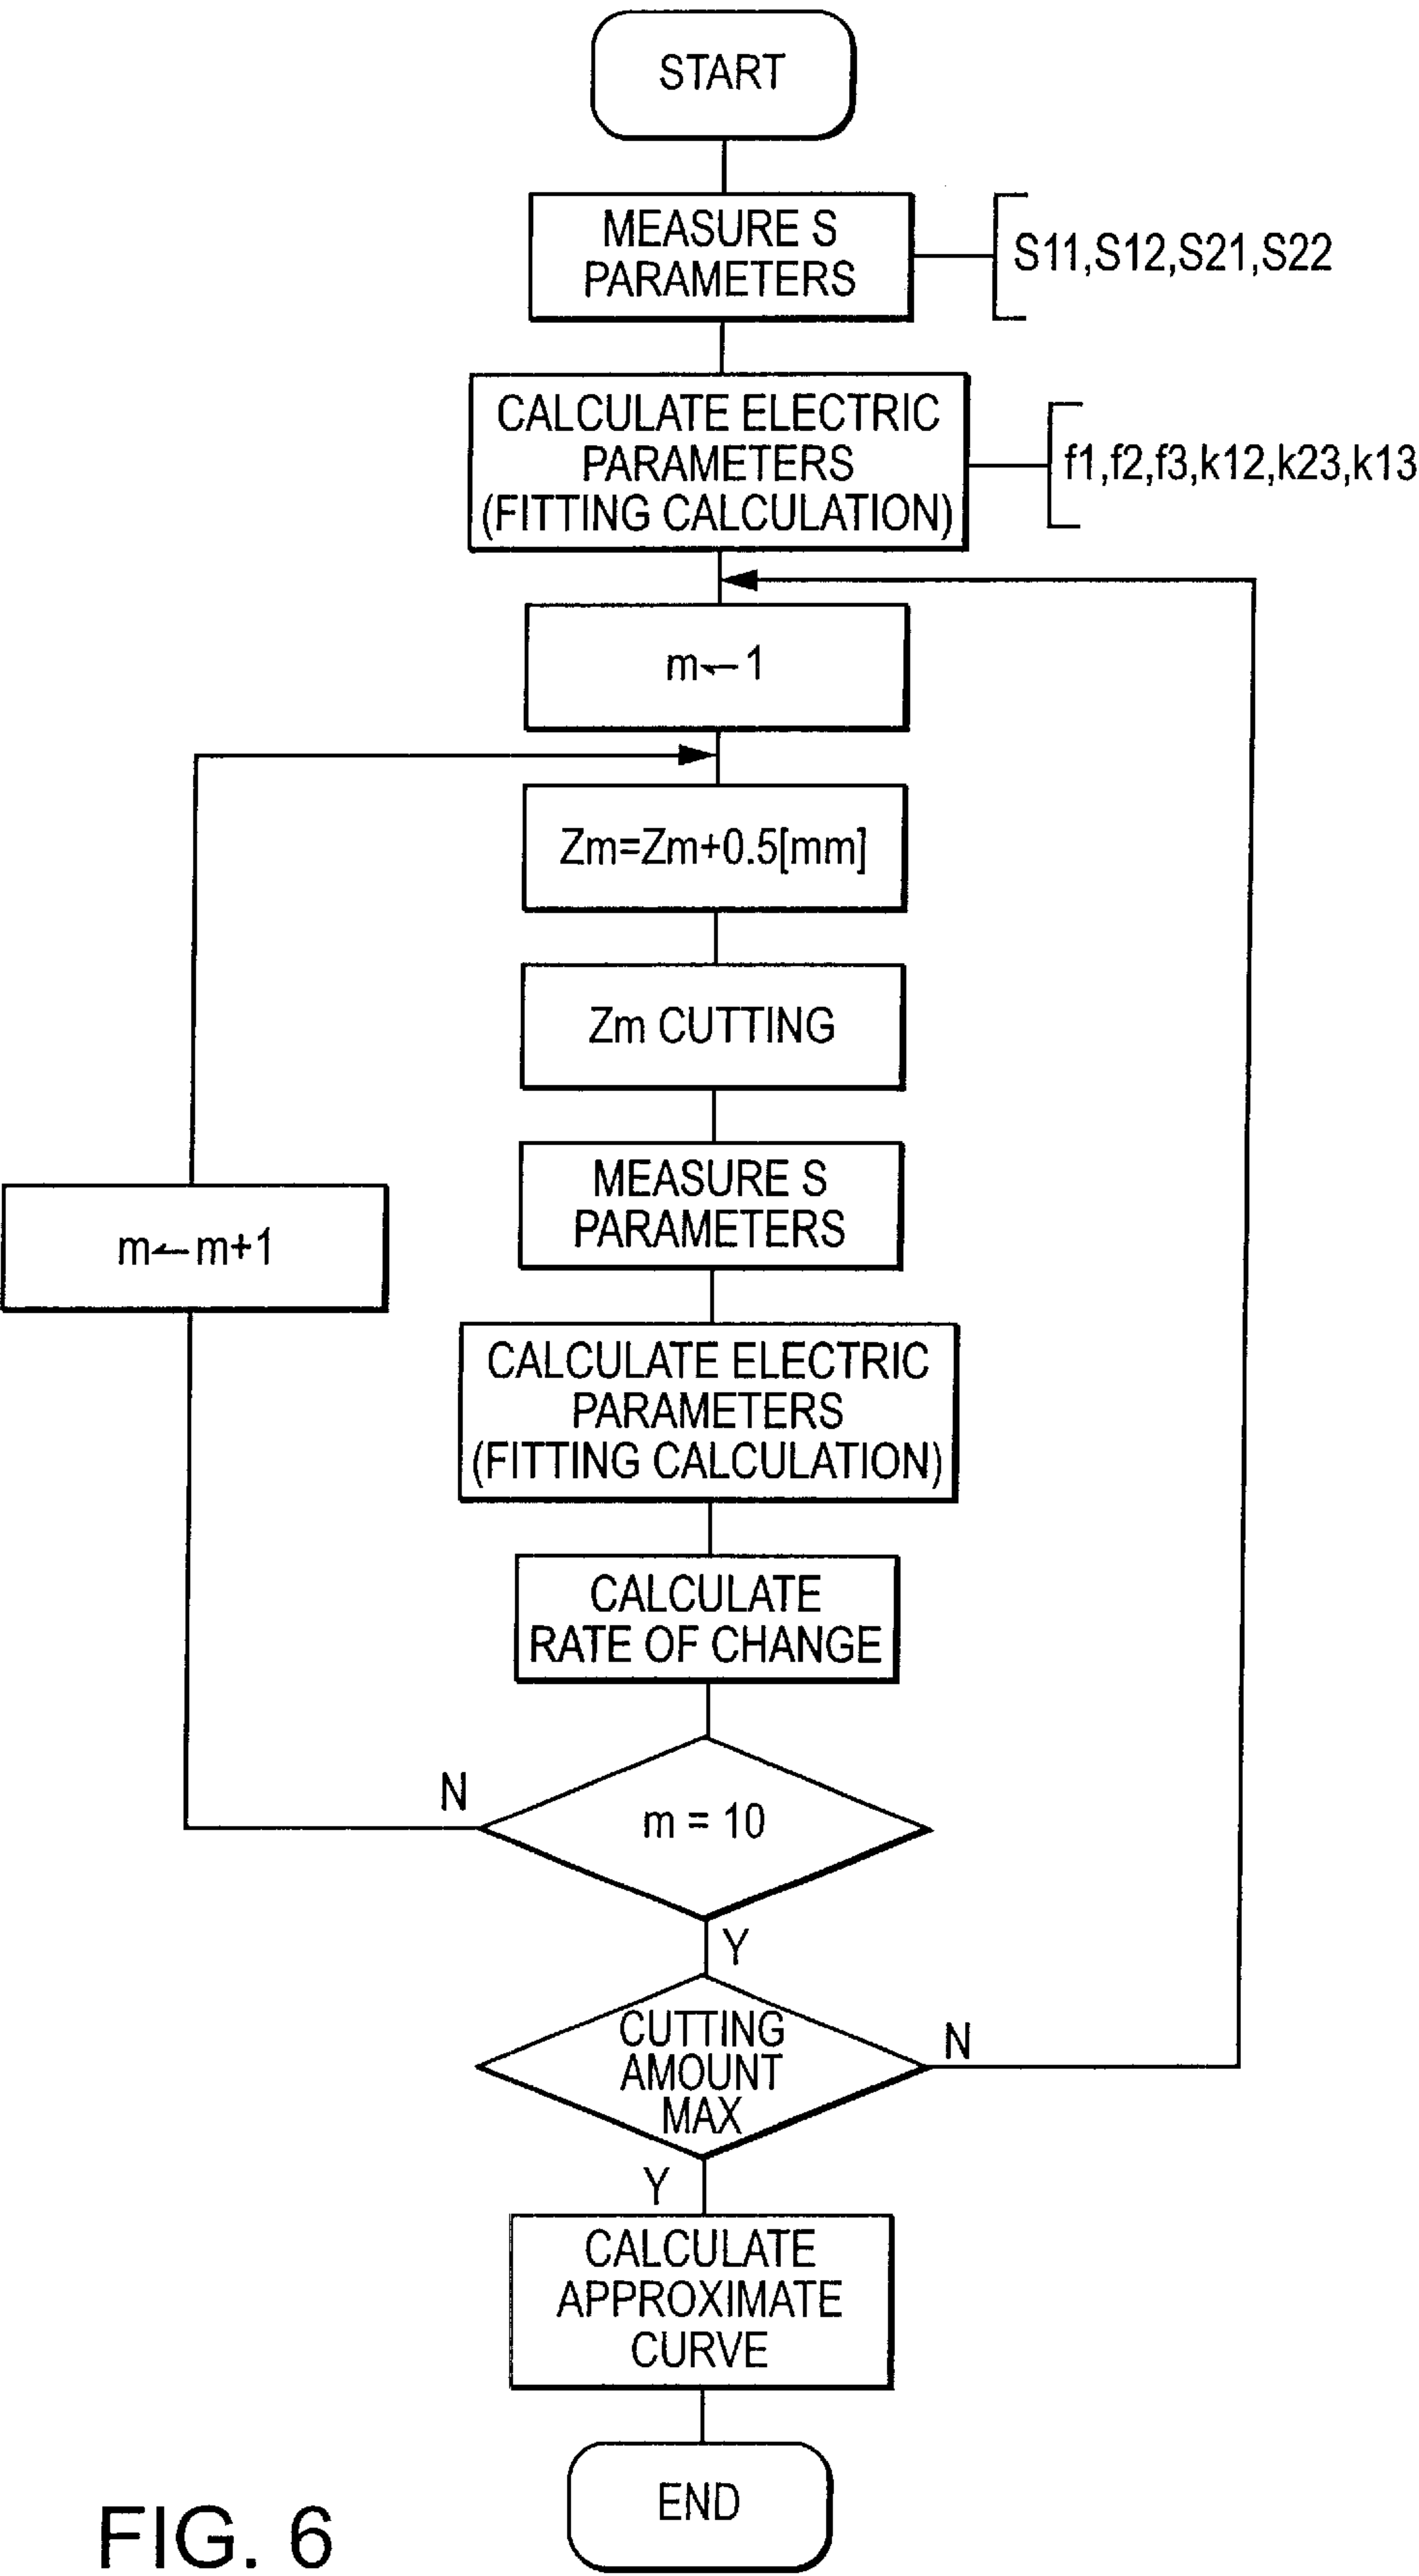 START
MEASURE S
PARAMETERS
S11,S12,S21,S22
CALCULATE ELECTRIC
PARAMETERS
(FITTING CALCULATION)
f1,f2,f3,k12,k23,k13
m←1
Zm=Zm+0.5[mm]
Zm CUTTING
MEASURE S
PARAMETERS
m←m+1
CALCULATE ELECTRIC
PARAMETERS
(FITTING CALCULATION)
CALCULATE
RATE OF CHANGE
N
m = 10
Y
CUTTING
AMOUNT
MAX
N
Y
CALCULATE
APPROXIMATE
CURVE
END
FIG. 6